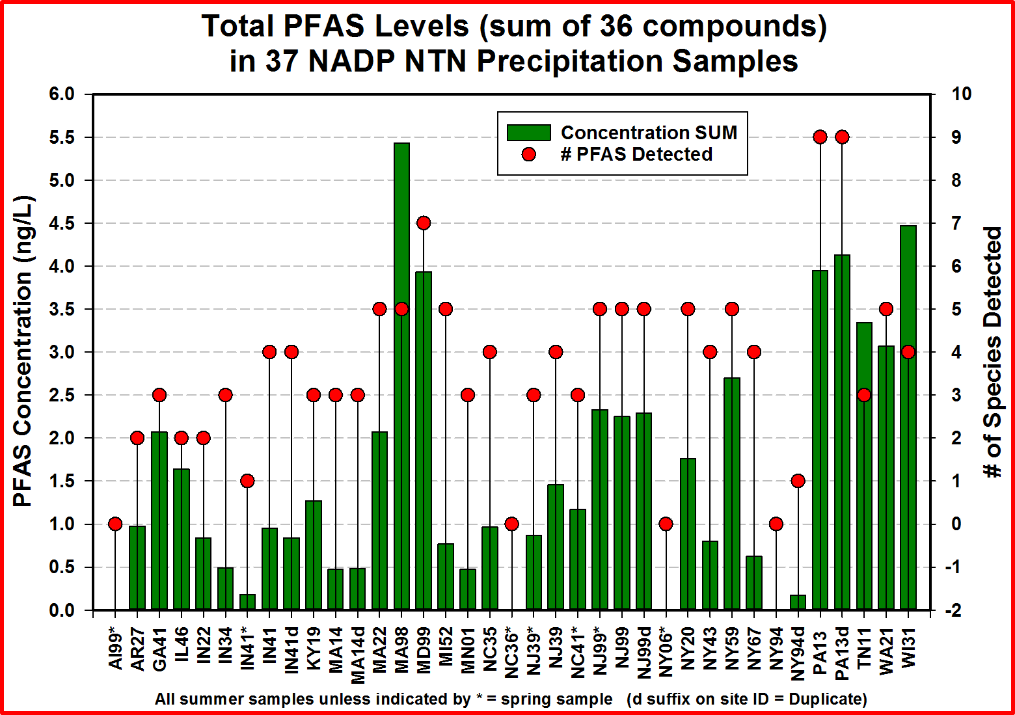 Total PFAS Levels (sum of 36 compounds)
in 37 NADP NTN Precipitation Samples
PFAS Concentration (ng/L)
6.0
5.5
5.0
4.5
4.0
3.5
3.0
2.5
2.0
1.5
1.0
0.5
0.0
Concentration SUM
# PFAS Detected
10
9
8
7
6
5
4
3
2
1
0
-1
-2
# of Species Detected
AI99*
AR27
GA41
IL46
IN22
IN34
IN41*
IN41
IN41d
KY19
MA14
MA14d
MA22
MA98
MD99
MI52
MN01
NC35
NC36*
NJ39*
NJ39
NC41*
NJ99*
NJ99
NJ99d
NY06*
NY20
NY43
NY59
NY67
NY94
NY94d
PA13
PA13d
TN11
WA21
WI31
All summer samples unless indicated by * = spring sample (d suffix on site ID = Duplicate)